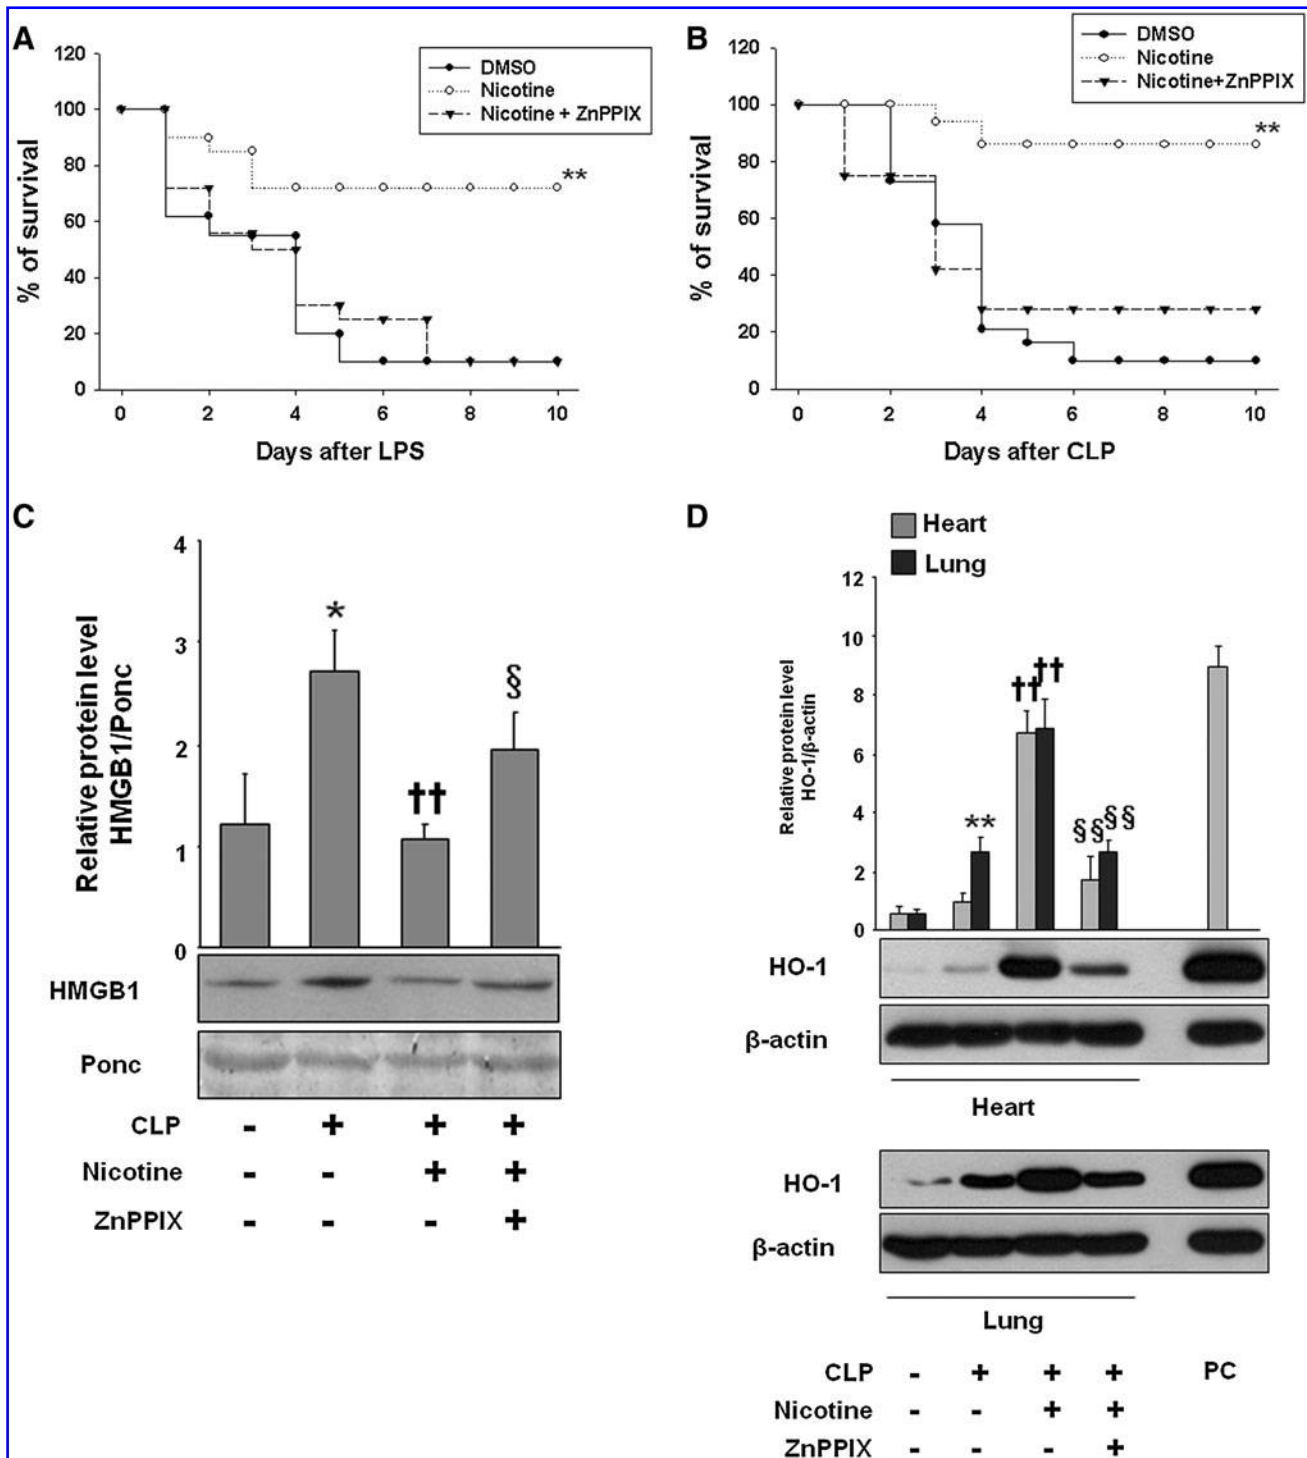 A
120
100
80
60
40
20
0
% of survival
DMSO
Nicotine
Nicotine + ZnPPIX
**
0 2 4 6 8 10
Days after LPS
B
120
100
80
60
40
20
0
% of survival
DMSO
Nicotine
Nicotine+ZnPPIX
**
0 2 4 6 8 10
Days after CLP
C
4
3
2
1
0
Relative protein level
HMGB1/Ponc
*
††
§
HMGB1
Ponc
CLP - + + +
Nicotine - - + +
ZnPPIX - - - +
D
Heart
Lung
12
10
8
6
4
2
0
Relative protein level
HO-1/β-actin
**
††
††
§§
§§
HO-1
β-actin
Heart
HO-1
β-actin
Lung
CLP - + + + PC
Nicotine - - + +
ZnPPIX - - - +